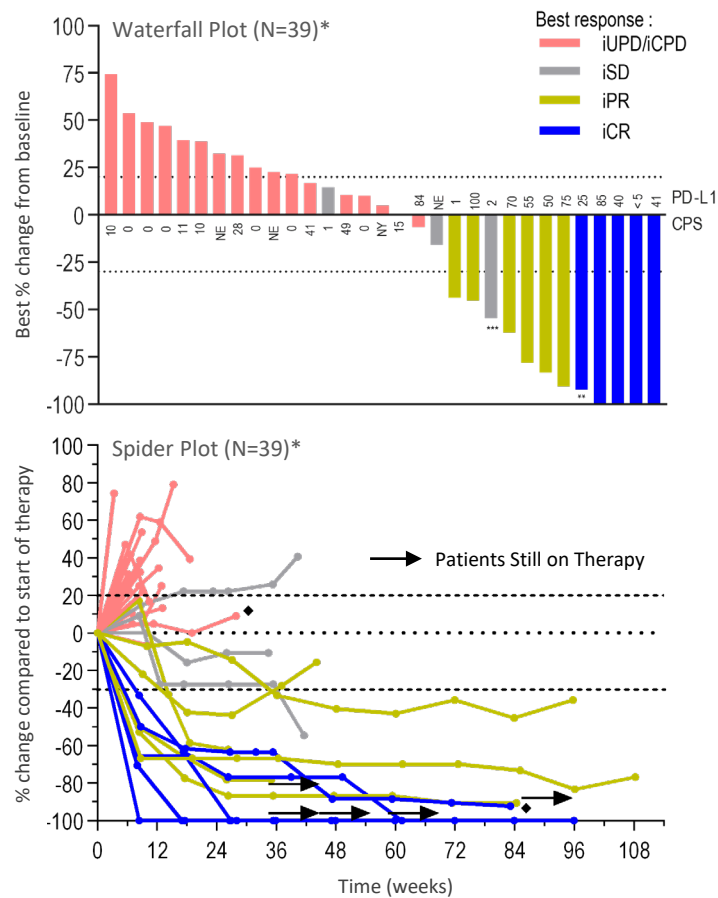 Waterfall Plot (N=39)*
Best response :
iUPD/iCPD
iSD
iPR
iCR
Best % change from baseline
100
75
50
25
0
-25
-50
-75
-100
10 0 0 0 11 10 NE 28 0 NE 0 41 1 49 0 NY 15 84 NE 1 100 2 70 55 50 75 25 85 40 <5 41
PD-L1
CPS
***
**
Spider Plot (N=39)*
% change compared to start of therapy
100
80
60
40
20
0
-20
-40
-60
-80
-100
Patients Still on Therapy
0 12 24 36 48 60 72 84 96 108
Time (weeks)